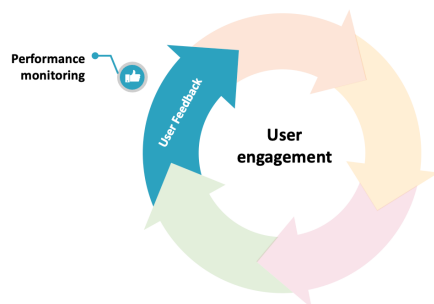 Performance
monitoring
User Feedback
User
engagement